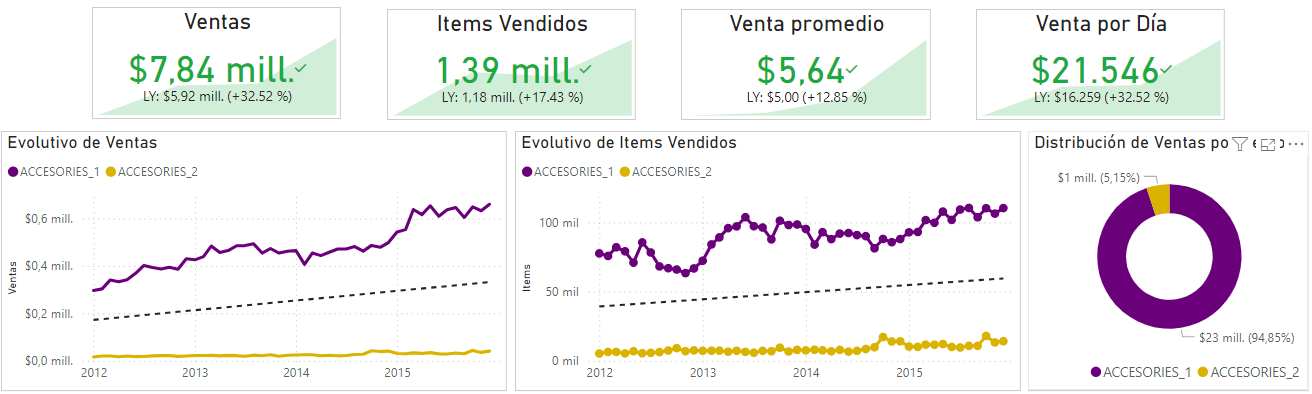 Ventas
$7,84 mill.
LY: $5,92 mill. (+32.52 %)
Items Vendidos
1,39 mill.
LY: 1,18 mill. (+17.43 %)
Venta promedio
$5,64
LY: $5,00 (+12.85 %)
Venta por Día
$21.546
LY: $16.259 (+32.52 %)
Evolutivo de Ventas
ACCESORIES_1 ACCESORIES_2
$0,6 mill.
$0,4 mill.
$0,2 mill.
$0,0 mill.
Ventas
2012 2013 2014 2015
Evolutivo de Items Vendidos
ACCESORIES_1 ACCESORIES_2
100 mil
50 mil
0 mil
Items
2012 2013 2014 2015
Distribución de Ventas po
$1 mill. (5,15%)
$23 mill. (94,85%)
ACCESORIES_1 ACCESORIES_2